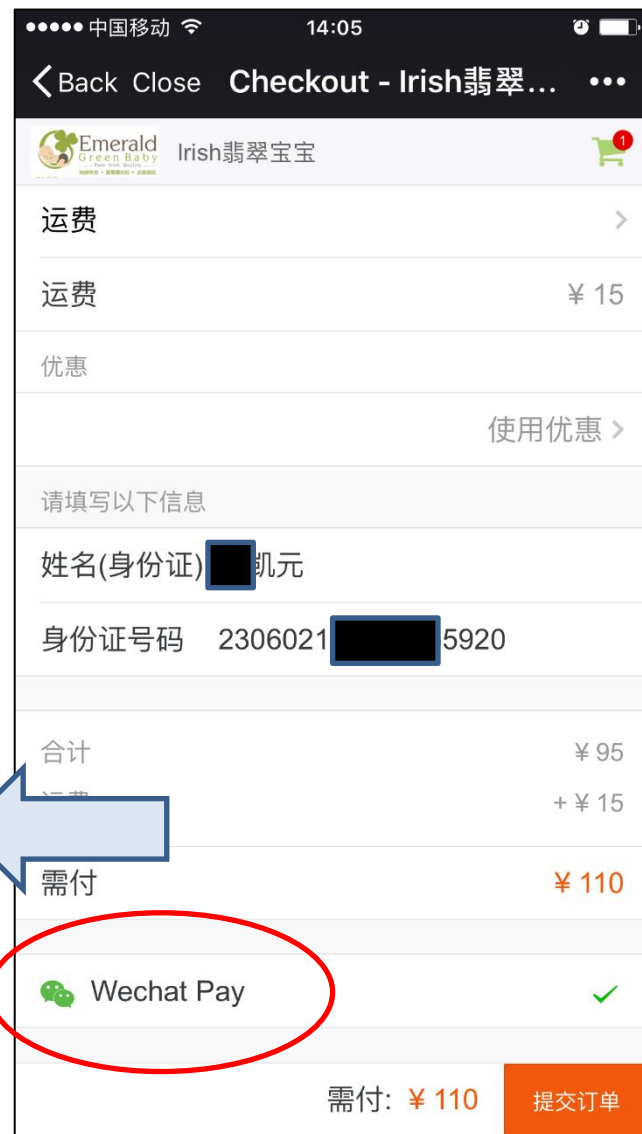 中国移动 14:05
Back Close Checkout - Irish翡翠... •••
Emerald
Green Baby
Irish翡翠宝宝
1
运费
运费 ¥ 15
优惠
使用优惠
请填写以下信息
姓名(身份证) 凯元
身份证号码 2306021 5920
合计 ¥ 95
+ ¥ 15
需付 ¥ 110
Wechat Pay
需付: ¥ 110 提交订单